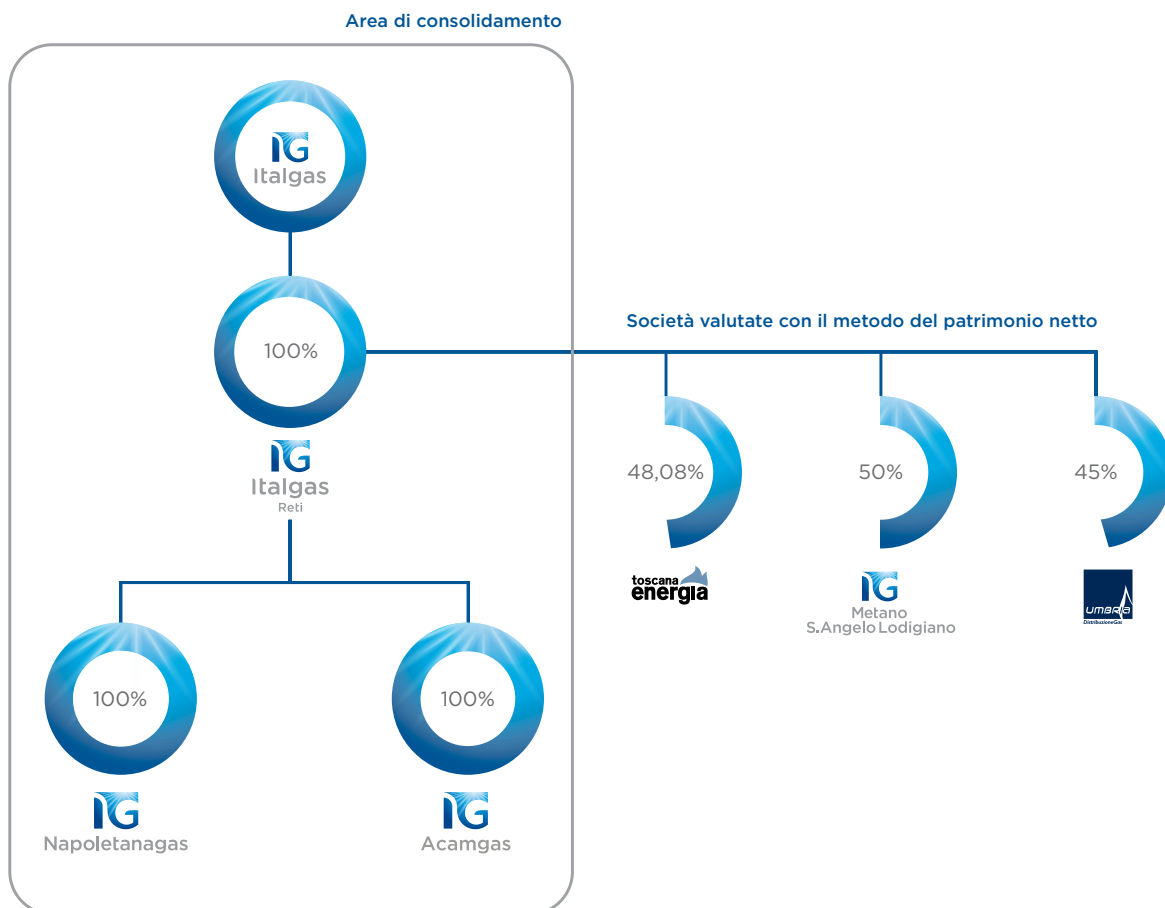 Area di consolidamento
IG
Italgas
100%
IG
Italgas
Reti
Società valutate con il metodo del patrimonio netto
48,08%
50%
45%
toscana
energia
IG
Metano
S.Angelo Lodigiano
UMBRIA
DistribuzioneGas
100%
100%
IG
Napoletanagas
IG
Acamgas